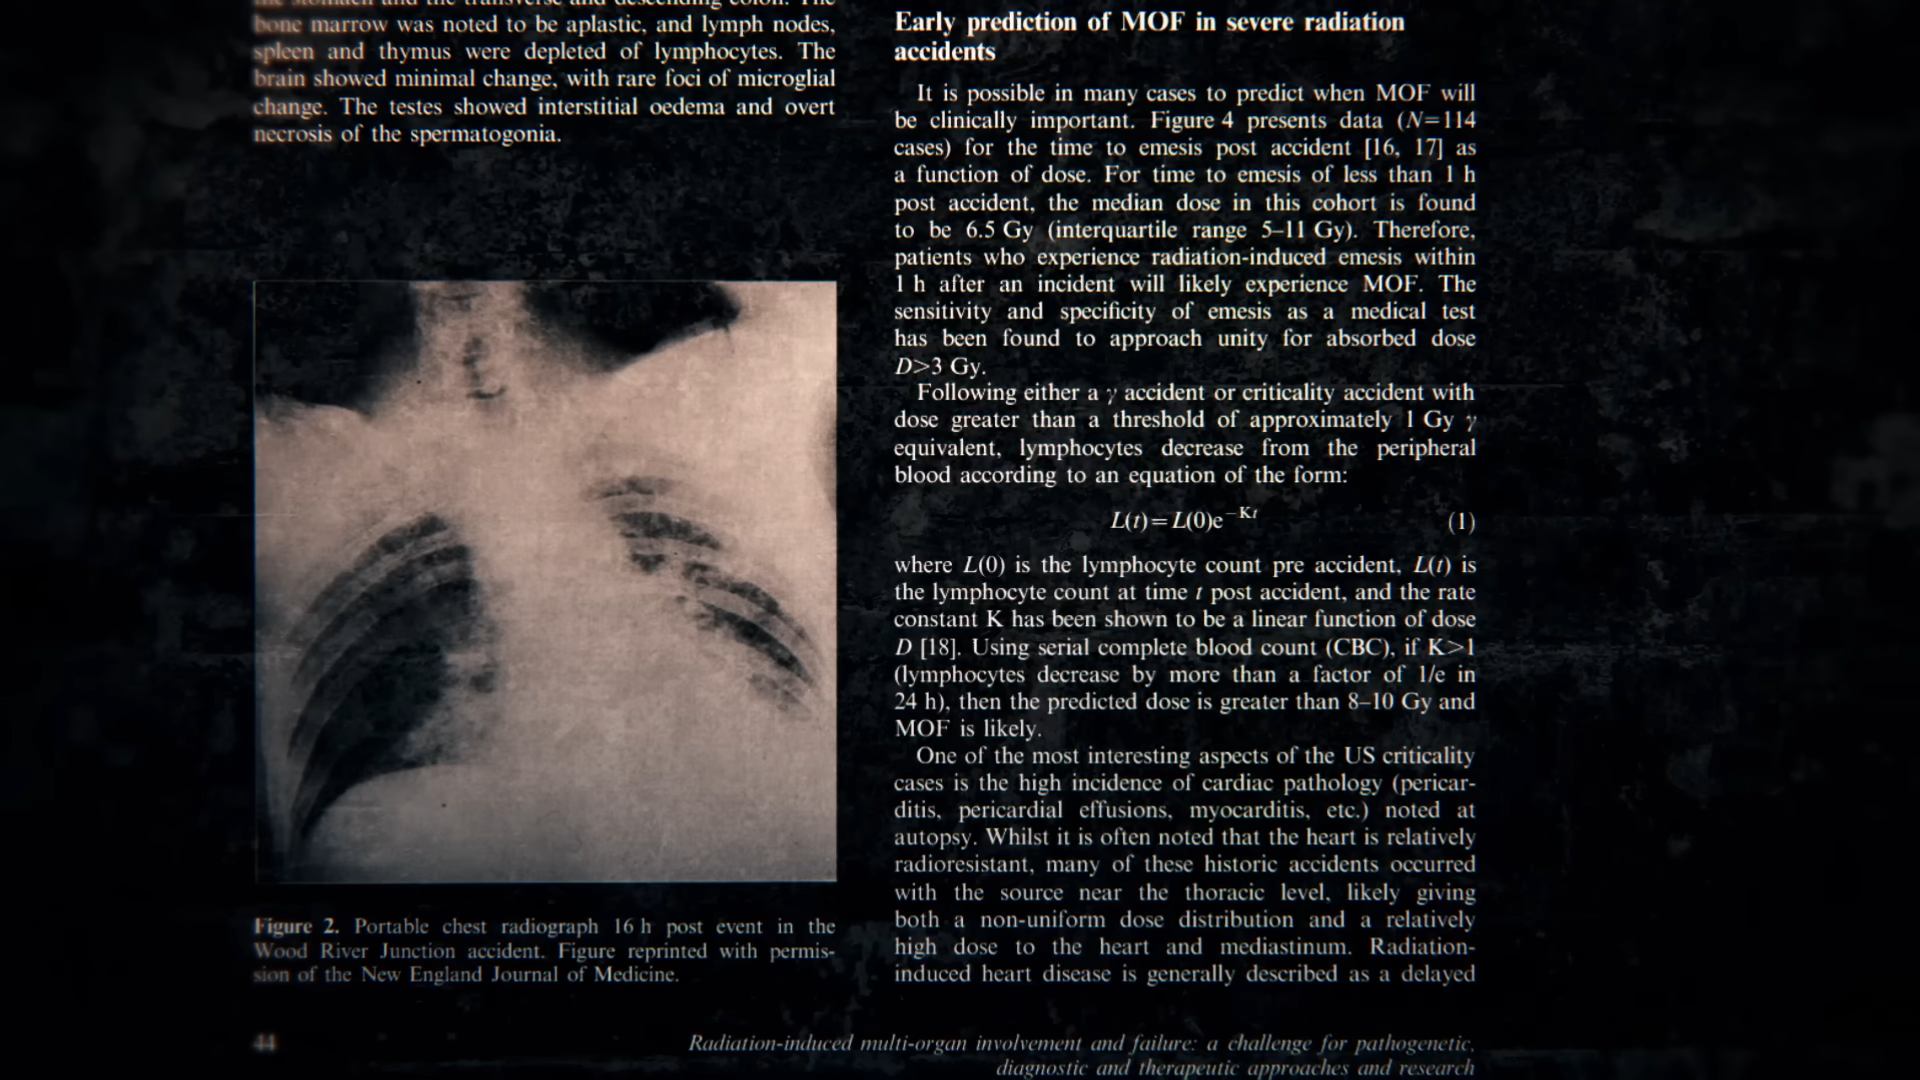 the stomach and the transverse and descending colon. The
bone marrow was noted to be aplastic, and lymph nodes,
spleen and thymus were depleted of lymphocytes. The
brain showed minimal change, with rare foci of microglial
change. The testes showed interstitial oedema and overt
necrosis of the spermatogonia.
Figure 2. Portable chest radiograph 16 h post event in the
Wood River Junction accident. Figure reprinted with permis-
sion of the New England Journal of Medicine.
Early prediction of MOF in severe radiation
accidents
It is possible in many cases to predict when MOF will
be clinically important. Figure 4 presents data (N=114
cases) for the time to emesis post accident [16, 17] as
a function of dose. For time to emesis of less than 1 h
post accident, the median dose in this cohort is found
to be 6.5 Gy (interquartile range 5–11 Gy). Therefore,
patients who experience radiation-induced emesis within
1 h after an incident will likely experience MOF. The
sensitivity and specificity of emesis as a medical test
has been found to approach unity for absorbed dose
D>3 Gy.
Following either a γ accident or criticality accident with
dose greater than a threshold of approximately 1 Gy γ
equivalent, lymphocytes decrease from the peripheral
blood according to an equation of the form:
L(t)=L(0)e^−Kt (1)
where L(0) is the lymphocyte count pre accident, L(t) is
the lymphocyte count at time t post accident, and the rate
constant K has been shown to be a linear function of dose
D [18]. Using serial complete blood count (CBC), if K>1
(lymphocytes decrease by more than a factor of 1/e in
24 h), then the predicted dose is greater than 8–10 Gy and
MOF is likely.
One of the most interesting aspects of the US criticality
cases is the high incidence of cardiac pathology (pericar-
ditis, pericardial effusions, myocarditis, etc.) noted at
autopsy. Whilst it is often noted that the heart is relatively
radioresistant, many of these historic accidents occurred
with the source near the thoracic level, likely giving
both a non-uniform dose distribution and a relatively
high dose to the heart and mediastinum. Radiation-
induced heart disease is generally described as a delayed
44
Radiation-induced multi-organ involvement and failure: a challenge for pathogenetic,
diagnostic and therapeutic approaches and research